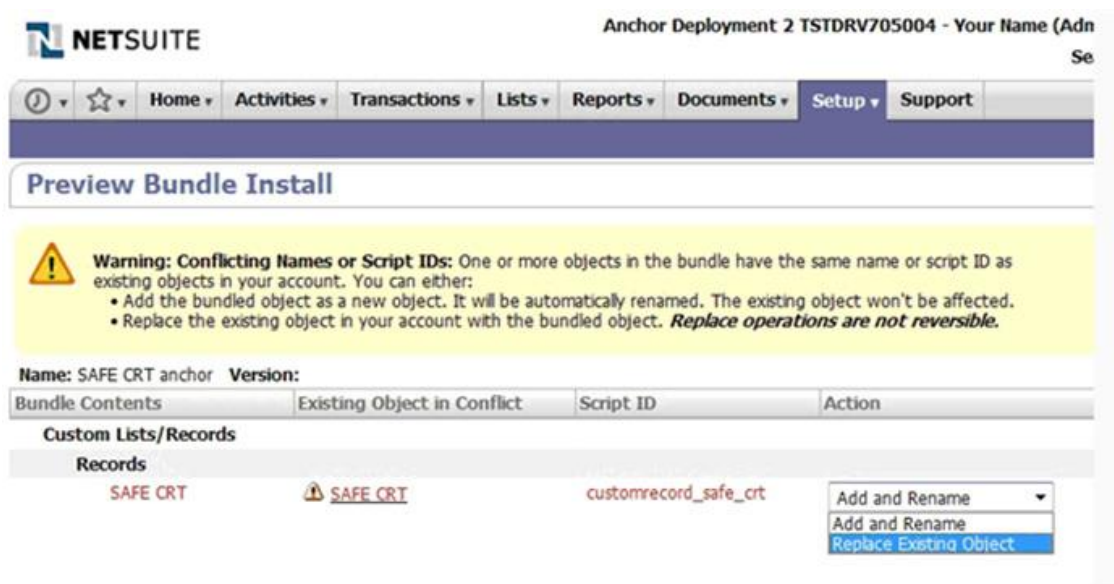 NETSUITE
Anchor Deployment 2 TSTDRV705004 - Your Name (Adn
Se
Home Activities Transactions Lists Reports Documents Setup Support
Preview Bundle Install
Warning: Conflicting Names or Script IDs: One or more objects in the bundle have the same name or script ID as
existing objects in your account. You can either:
• Add the bundled object as a new object. It will be automatically renamed. The existing object won't be affected.
• Replace the existing object in your account with the bundled object. Replace operations are not reversible.
Name: SAFE CRT anchor Version:
Bundle Contents Existing Object in Conflict Script ID Action
Custom Lists/Records
Records
SAFE CRT SAFE CRT customrecord_safe_crt Add and Rename
Add and Rename
Replace Existing Object